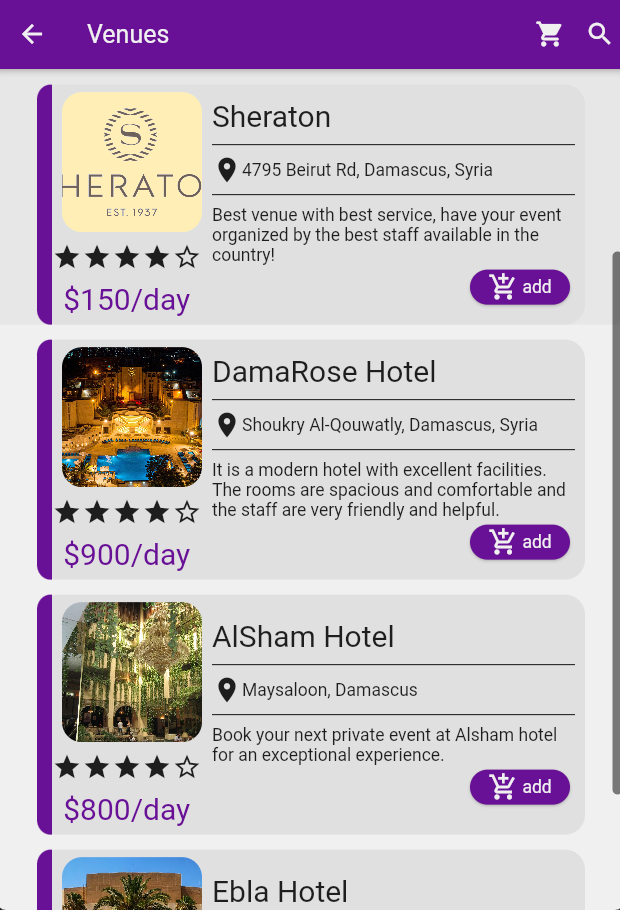 Venues
S
HERATO
EST. 1937
Sheraton
4795 Beirut Rd, Damascus, Syria
Best venue with best service, have your event
organized by the best staff available in the
country!
$150/day
add
DamaRose Hotel
Shoukry Al-Qouwatly, Damascus, Syria
It is a modern hotel with excellent facilities.
The rooms are spacious and comfortable and
the staff are very friendly and helpful.
$900/day
add
AlSham Hotel
Maysaloon, Damascus
Book your next private event at Alsham hotel
for an exceptional experience.
$800/day
add
Ebla Hotel